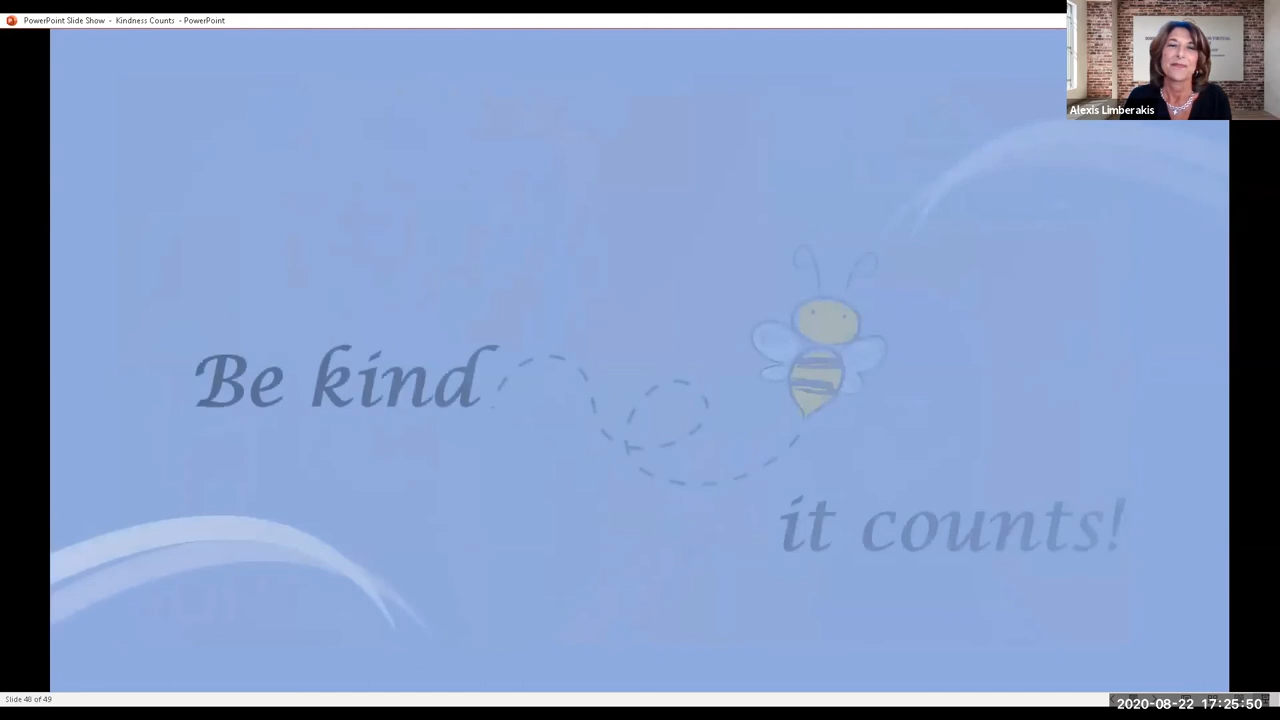 PowerPoint Slide Show - Kindness Counts - PowerPoint
Alexis Limberakis
Be kind
it counts!
Slide 48 of 49
2020-08-22 17:25:50